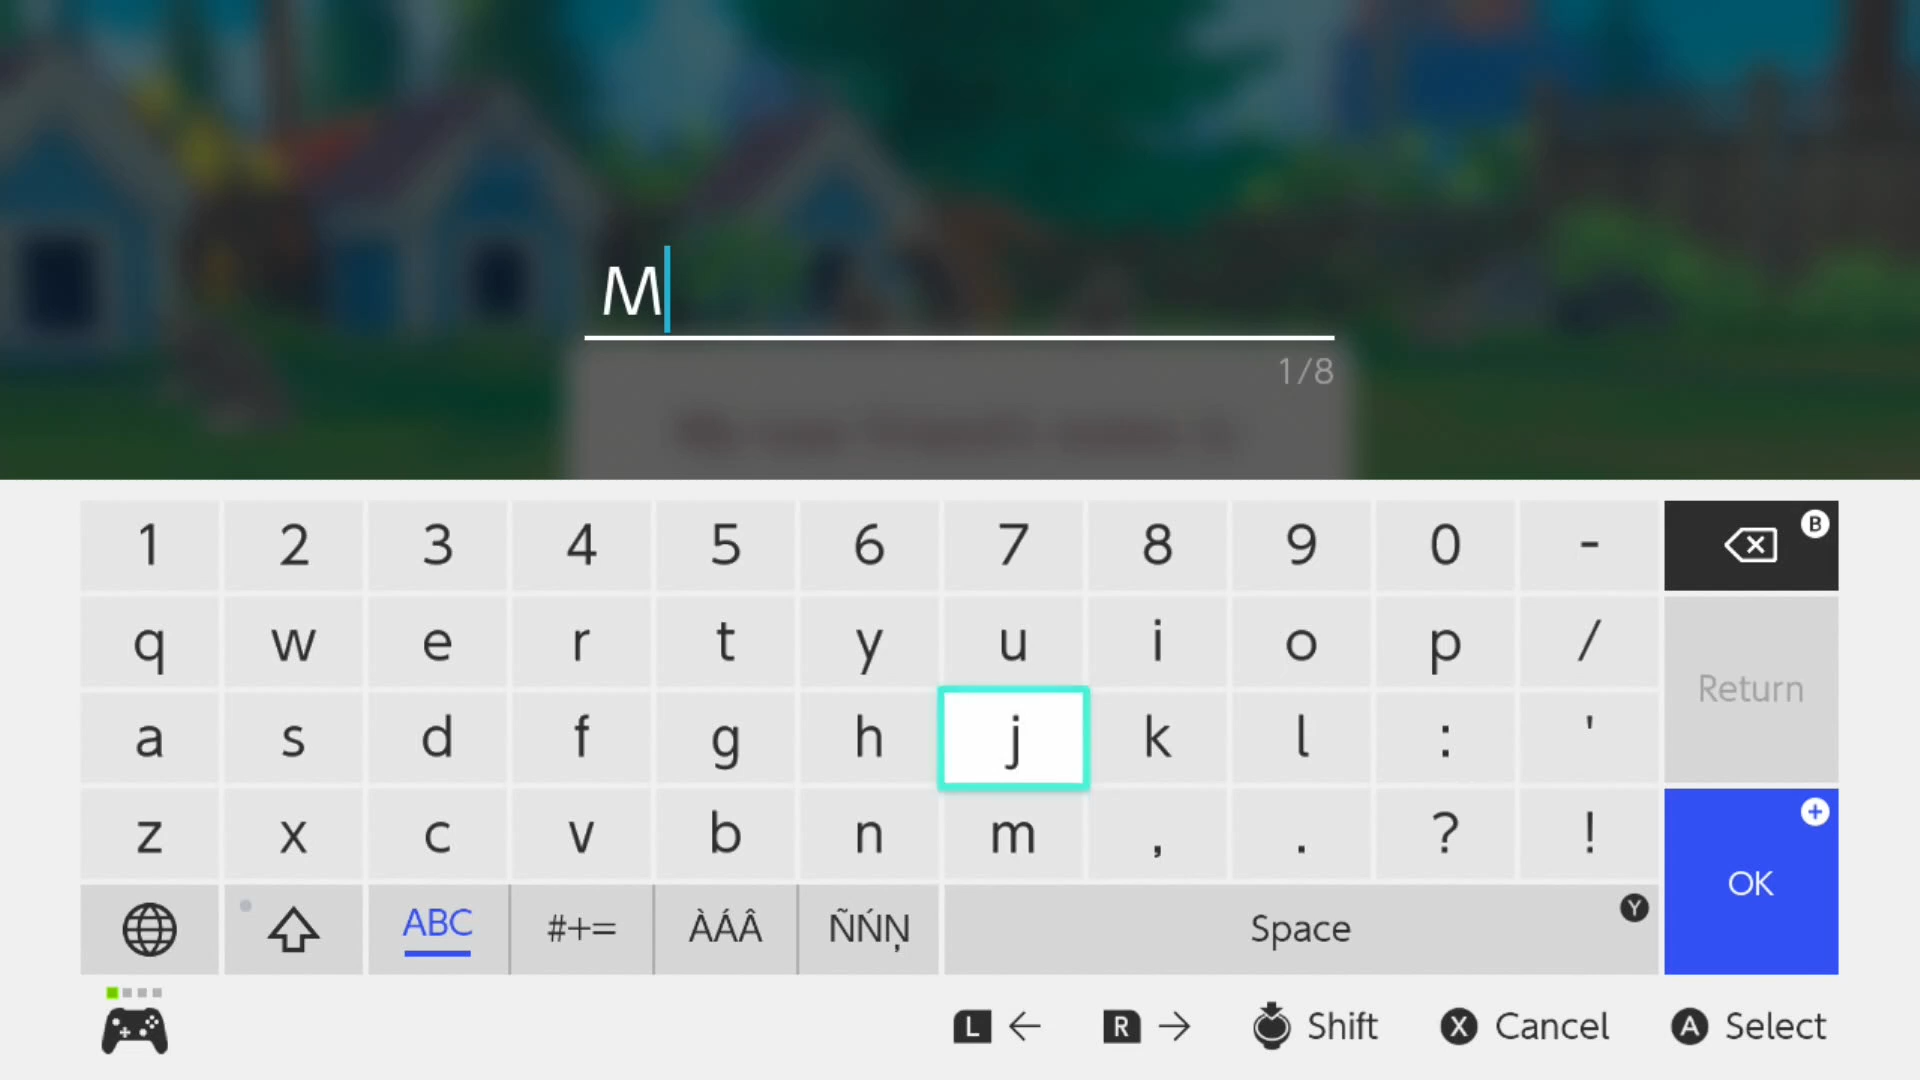 M
1/8
1 2 3 4 5 6 7 8 9 0 - B
q w e r t y u i o p / Return
a s d f g h j k l : '
z x c v b n m , . ? ! OK
ABC #+= ÀÁÂ ÑŃŅ Space Y
L ← R → Shift X Cancel A Select